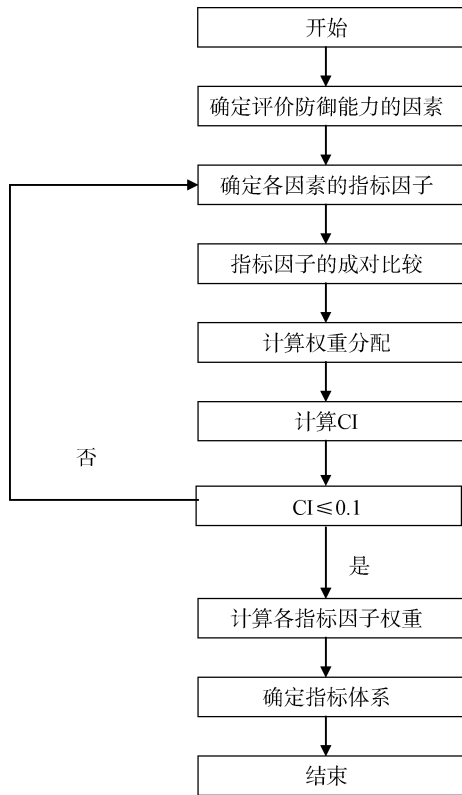 开始
确定评价防御能力的因素
确定各因素的指标因子
指标因子的成对比较
计算权重分配
计算CI
否
CI≤0.1
是
计算各指标因子权重
确定指标体系
结束